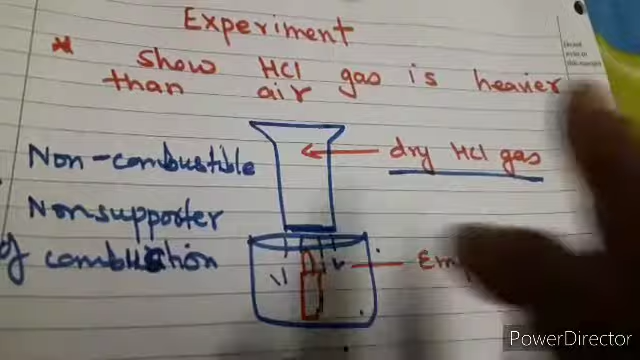 Experiment
* show HCl gas is heavier
than air
Non-combustible
dry HCl gas
Nonsupporter
of combustion
PowerDirector